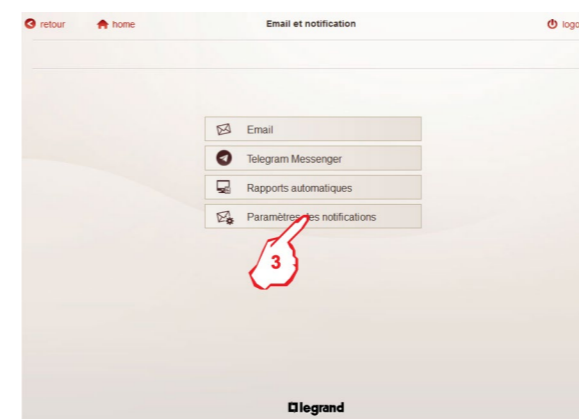 retour home Email et notification logo
Email
Telegram Messenger
Rapports automatiques
Paramètres des notifications
3
legrand